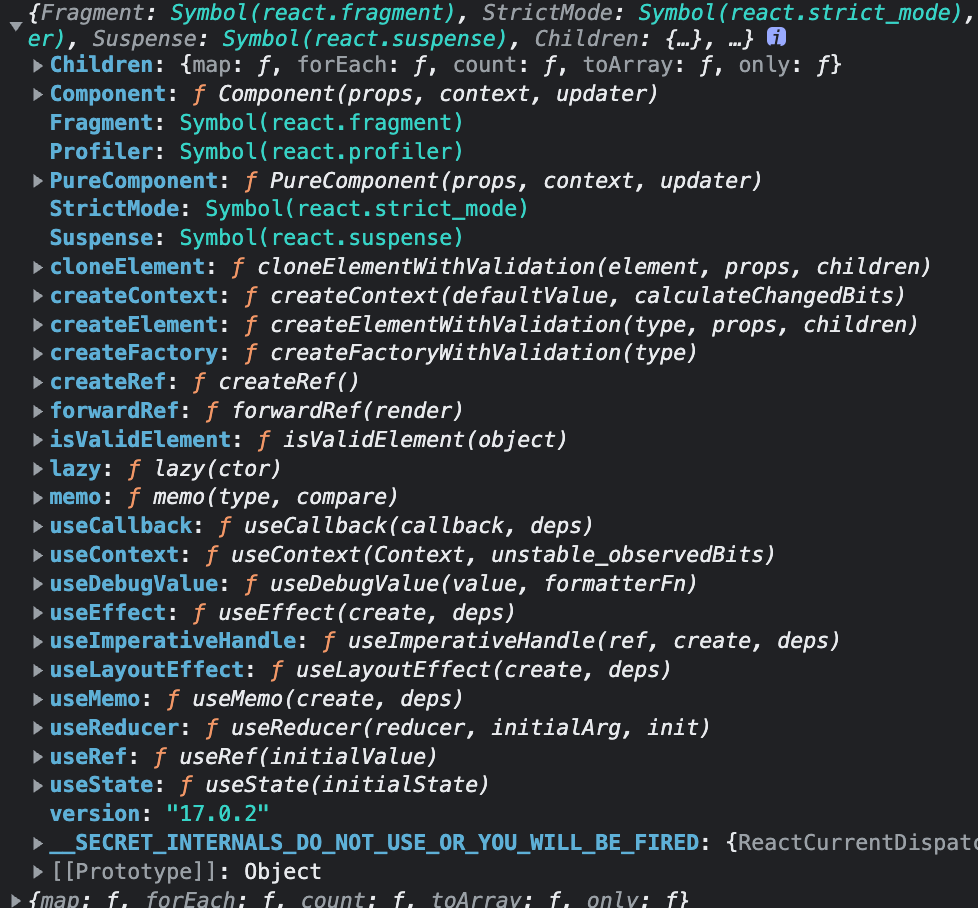 {Fragment: Symbol(react.fragment), StrictMode: Symbol(react.strict_mode),
er), Suspense: Symbol(react.suspense), Children: {…}, …} i
Children: {map: ƒ, forEach: ƒ, count: ƒ, toArray: ƒ, only: ƒ}
Component: ƒ Component(props, context, updater)
Fragment: Symbol(react.fragment)
Profiler: Symbol(react.profiler)
PureComponent: ƒ PureComponent(props, context, updater)
StrictMode: Symbol(react.strict_mode)
Suspense: Symbol(react.suspense)
cloneElement: ƒ cloneElementWithValidation(element, props, children)
createContext: ƒ createContext(defaultValue, calculateChangedBits)
createElement: ƒ createElementWithValidation(type, props, children)
createFactory: ƒ createFactoryWithValidation(type)
createRef: ƒ createRef()
forwardRef: ƒ forwardRef(render)
isValidElement: ƒ isValidElement(object)
lazy: ƒ lazy(ctor)
memo: ƒ memo(type, compare)
useCallback: ƒ useCallback(callback, deps)
useContext: ƒ useContext(Context, unstable_observedBits)
useDebugValue: ƒ useDebugValue(value, formatterFn)
useEffect: ƒ useEffect(create, deps)
useImperativeHandle: ƒ useImperativeHandle(ref, create, deps)
useLayoutEffect: ƒ useLayoutEffect(create, deps)
useMemo: ƒ useMemo(create, deps)
useReducer: ƒ useReducer(reducer, initialArg, init)
useRef: ƒ useRef(initialValue)
useState: ƒ useState(initialState)
version: "17.0.2"
__SECRET_INTERNALS_DO_NOT_USE_OR_YOU_WILL_BE_FIRED: {ReactCurrentDispatc
[[Prototype]]: Object
{map: ƒ, forEach: ƒ, count: ƒ, toArray: ƒ, only: ƒ}